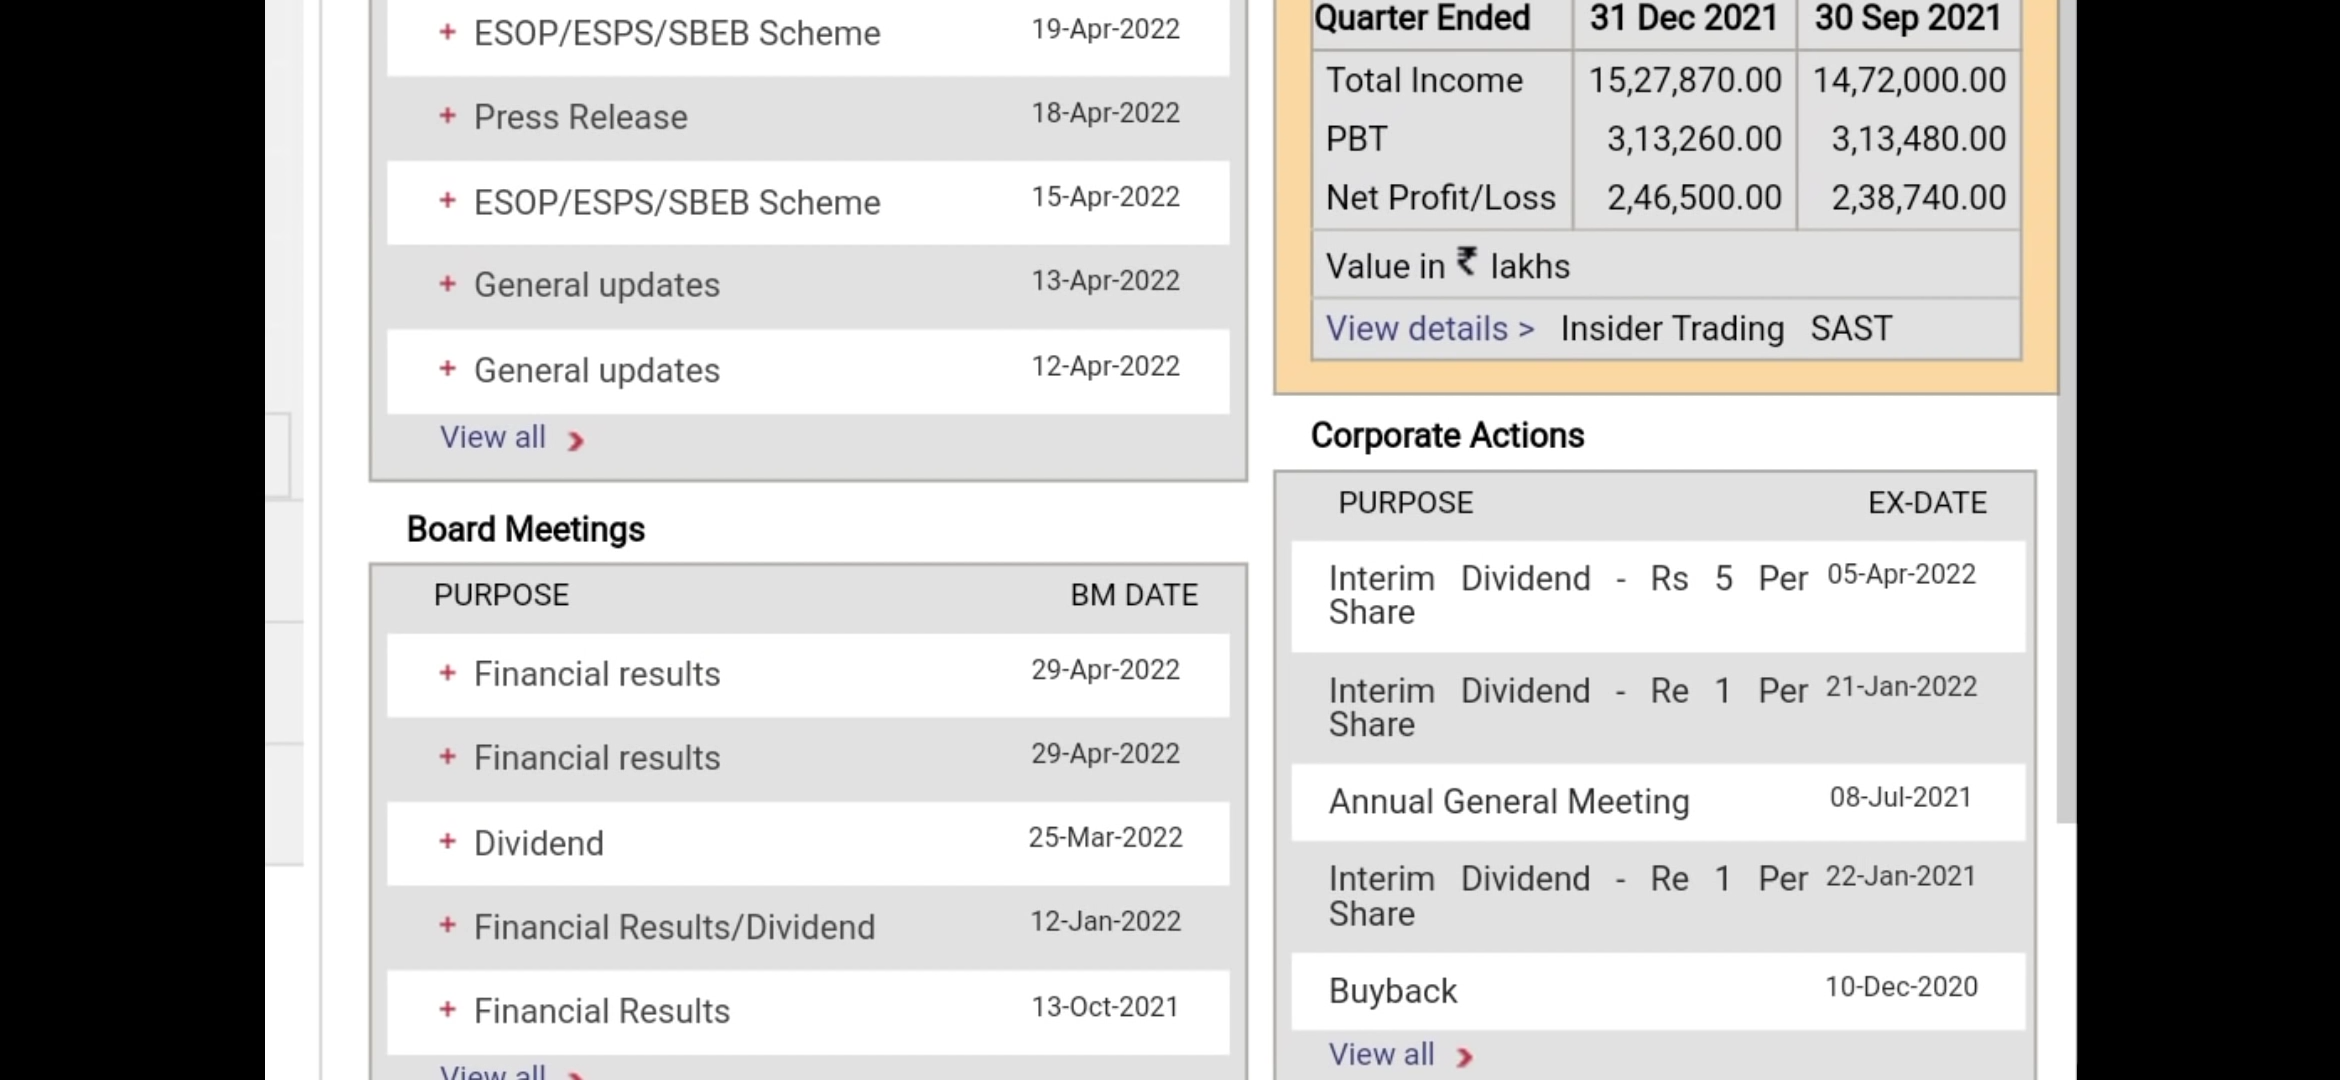 + ESOP/ESPS/SBEB Scheme 19-Apr-2022
+ Press Release 18-Apr-2022
+ ESOP/ESPS/SBEB Scheme 15-Apr-2022
+ General updates 13-Apr-2022
+ General updates 12-Apr-2022
View all
Board Meetings
PURPOSE BM DATE
+ Financial results 29-Apr-2022
+ Financial results 29-Apr-2022
+ Dividend 25-Mar-2022
+ Financial Results/Dividend 12-Jan-2022
+ Financial Results 13-Oct-2021
View all
Quarter Ended 31 Dec 2021 30 Sep 2021
Total Income 15,27,870.00 14,72,000.00
PBT 3,13,260.00 3,13,480.00
Net Profit/Loss 2,46,500.00 2,38,740.00
Value in ₹ lakhs
View details > Insider Trading SAST
Corporate Actions
PURPOSE EX-DATE
Interim Dividend - Rs 5 Per 05-Apr-2022
Share
Interim Dividend - Re 1 Per 21-Jan-2022
Share
Annual General Meeting 08-Jul-2021
Interim Dividend - Re 1 Per 22-Jan-2021
Share
Buyback 10-Dec-2020
View all